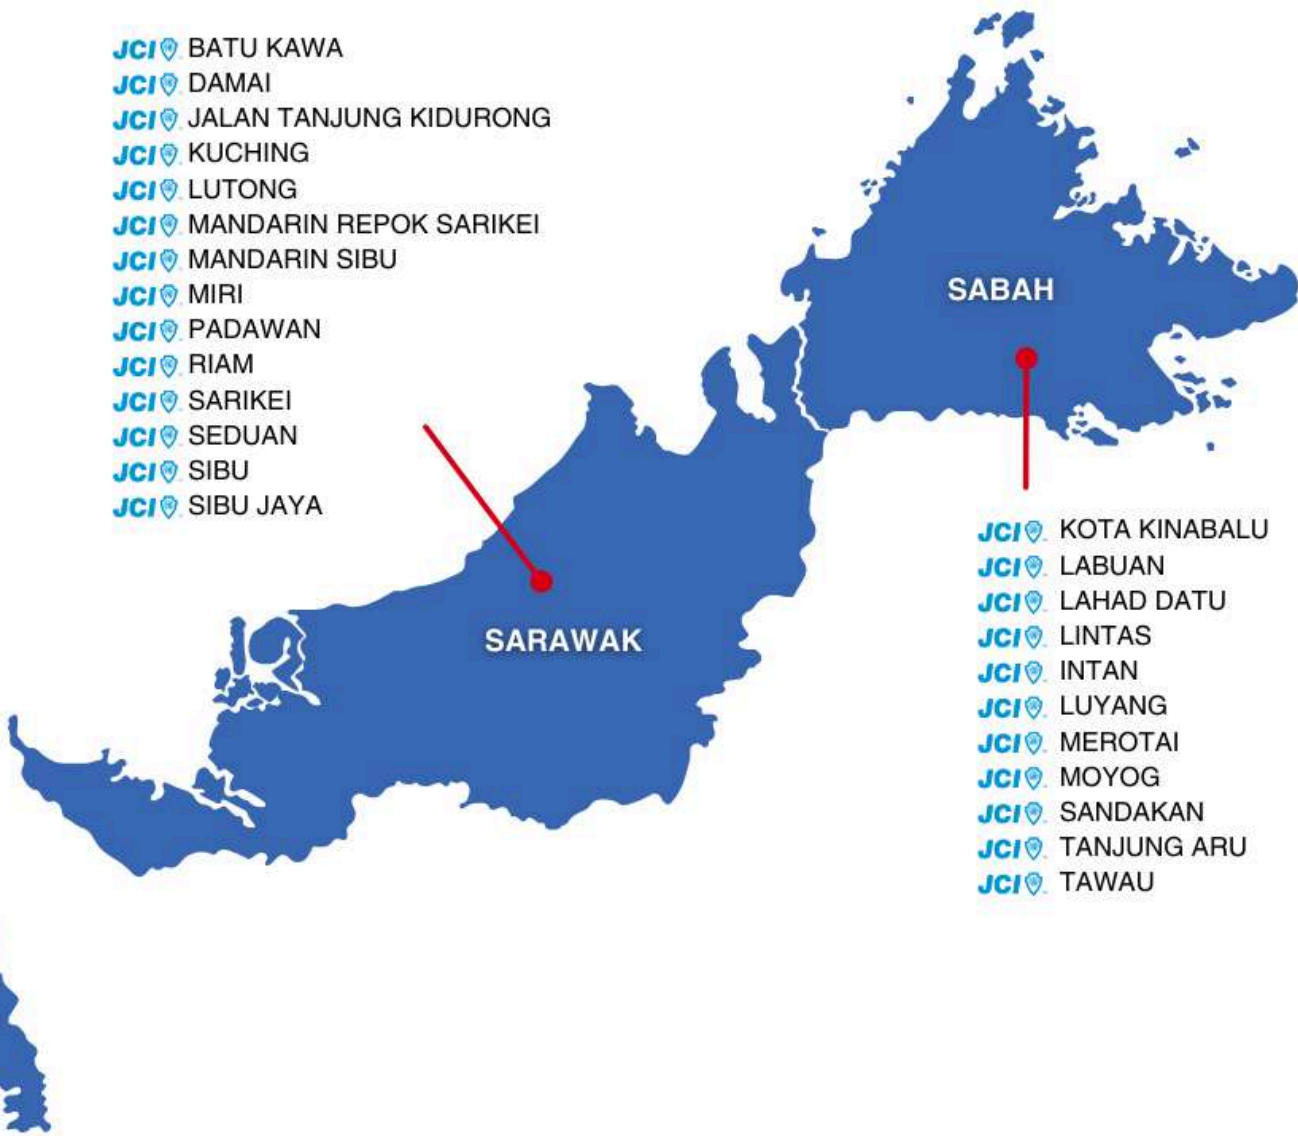 JCI BATU KAWA
JCI DAMAI
JCI JALAN TANJUNG KIDURONG
JCI KUCHING
JCI LUTONG
JCI MANDARIN REPOK SARIKEI
JCI MANDARIN SIBU
JCI MIRI
JCI PADAWAN
JCI RIAM
JCI SARIKEI
JCI SEDUAN
JCI SIBU
JCI SIBU JAYA
SARAWAK
SABAH
JCI KOTA KINABALU
JCI LABUAN
JCI LAHAD DATU
JCI LINTAS
JCI INTAN
JCI LUYANG
JCI MEROTAI
JCI MOYOG
JCI SANDAKAN
JCI TANJUNG ARU
JCI TAWAU